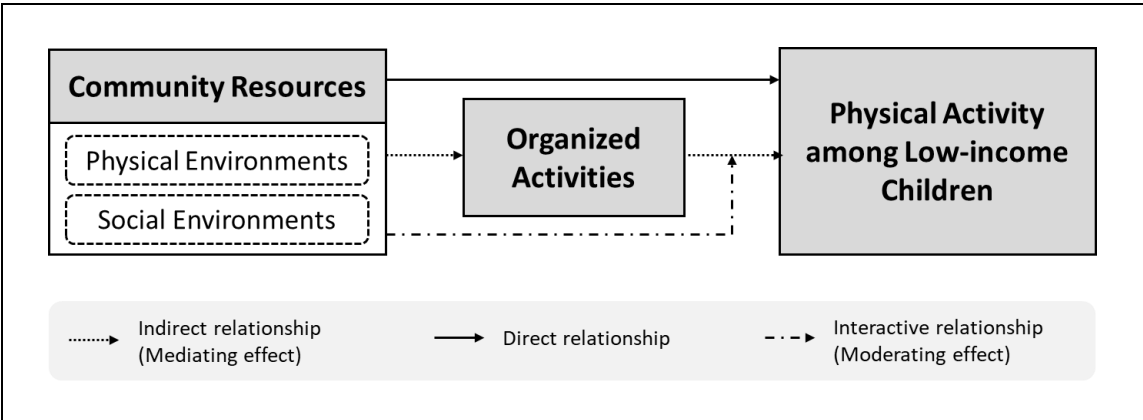 Community Resources
Physical Environments
Social Environments
Organized
Activities
Physical Activity
among Low-income
Children
Indirect relationship
(Mediating effect)
Direct relationship
Interactive relationship
(Moderating effect)